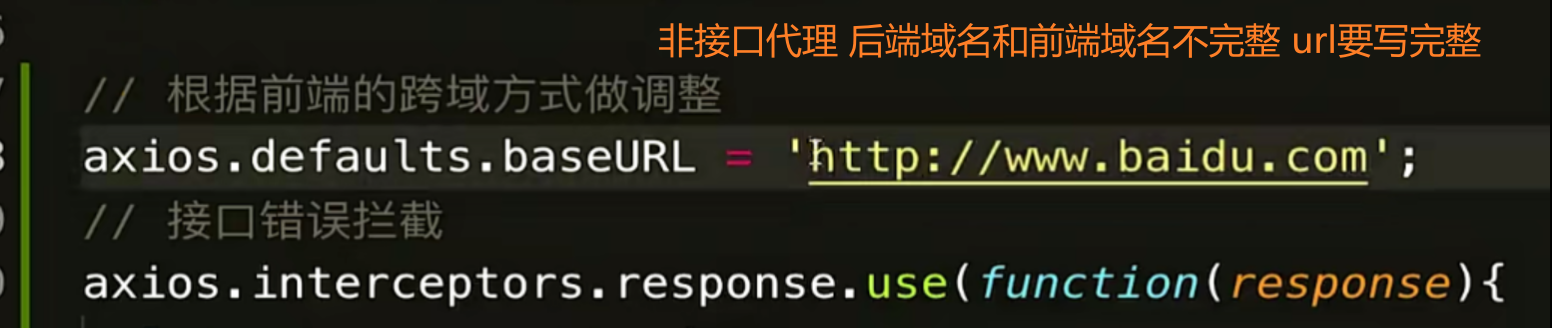 非接口代理 后端域名和前端域名不完整 url要写完整
// 根据前端的跨域方式做调整
axios.defaults.baseURL = 'http://www.baidu.com';
// 接口错误拦截
axios.interceptors.response.use(function(response){